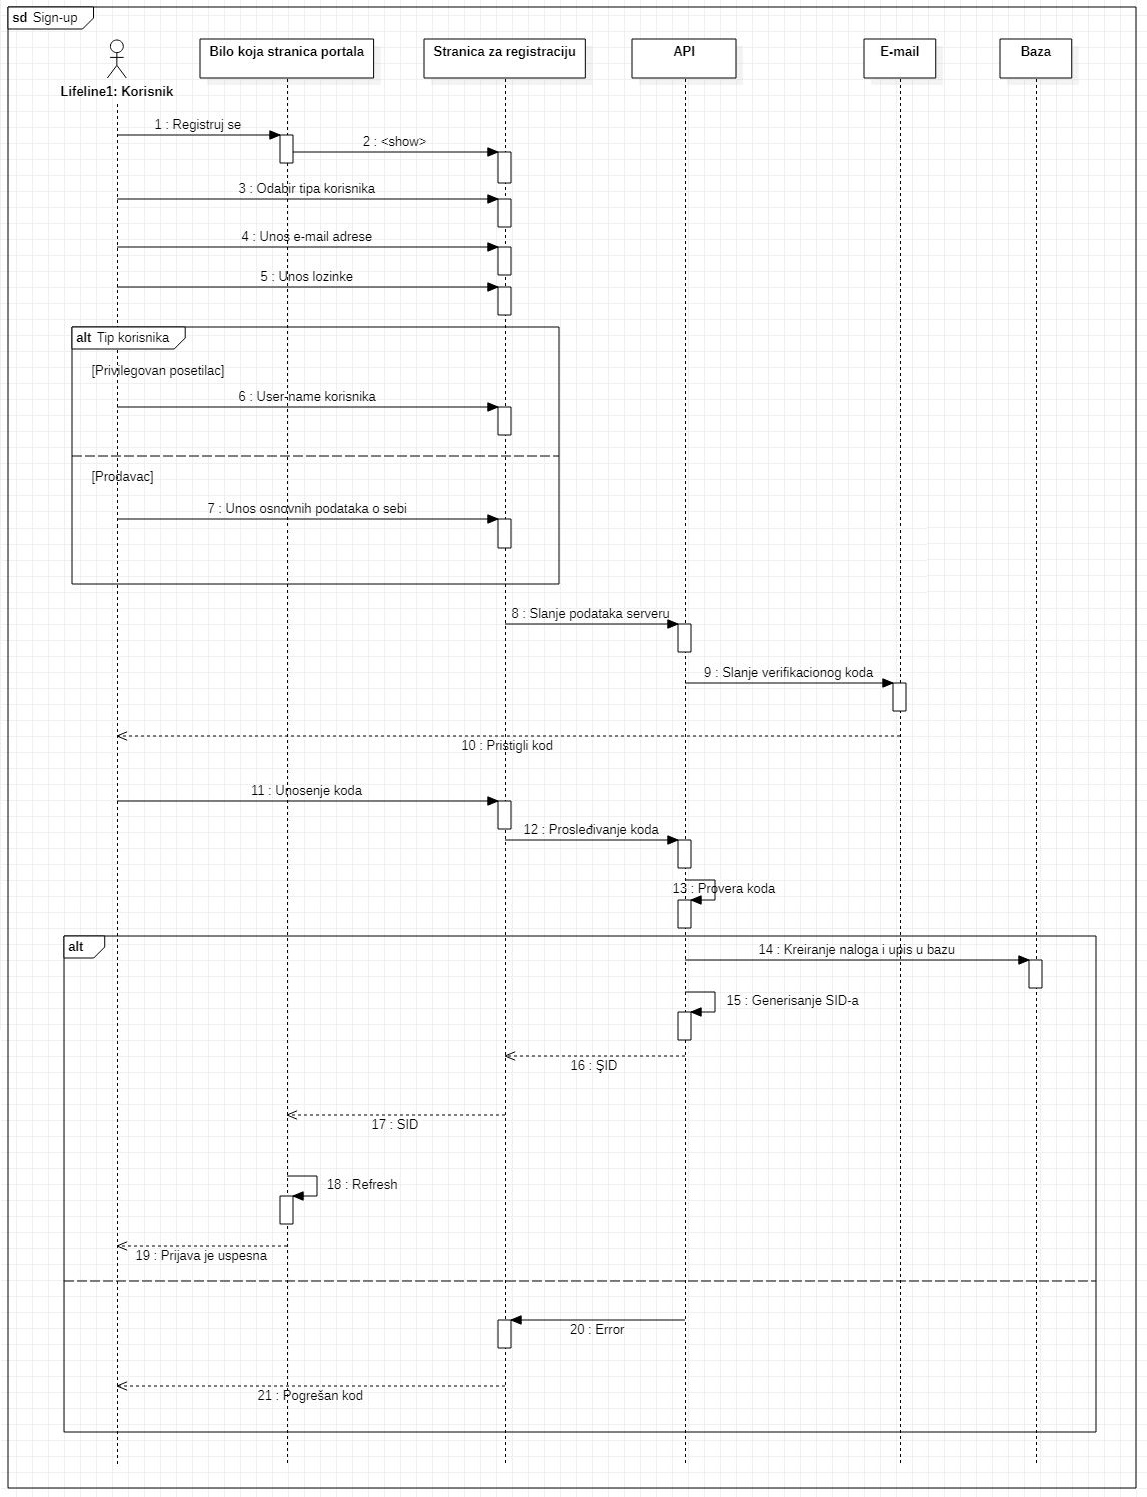 sd Sign-up
Lifeline1: Korisnik
Bilo koja stranica portala
Stranica za registraciju
API
E-mail
Baza
1 : Registruj se
2 : <show>
3 : Odabir tipa korisnika
4 : Unos e-mail adrese
5 : Unos lozinke
alt Tip korisnika
[Privilegovan posetilac]
6 : User-name korisnika
[Prodavac]
7 : Unos osnovnih podataka o sebi
8 : Slanje podataka serveru
9 : Slanje verifikacionog koda
10 : Pristigli kod
11 : Unosenje koda
12 : Prosleđivanje koda
13 : Provera koda
alt
14 : Kreiranje naloga i upis u bazu
15 : Generisanje SID-a
16 : SID
17 : SID
18 : Refresh
19 : Prijava je uspesna
20 : Error
21 : Pogrešan kod